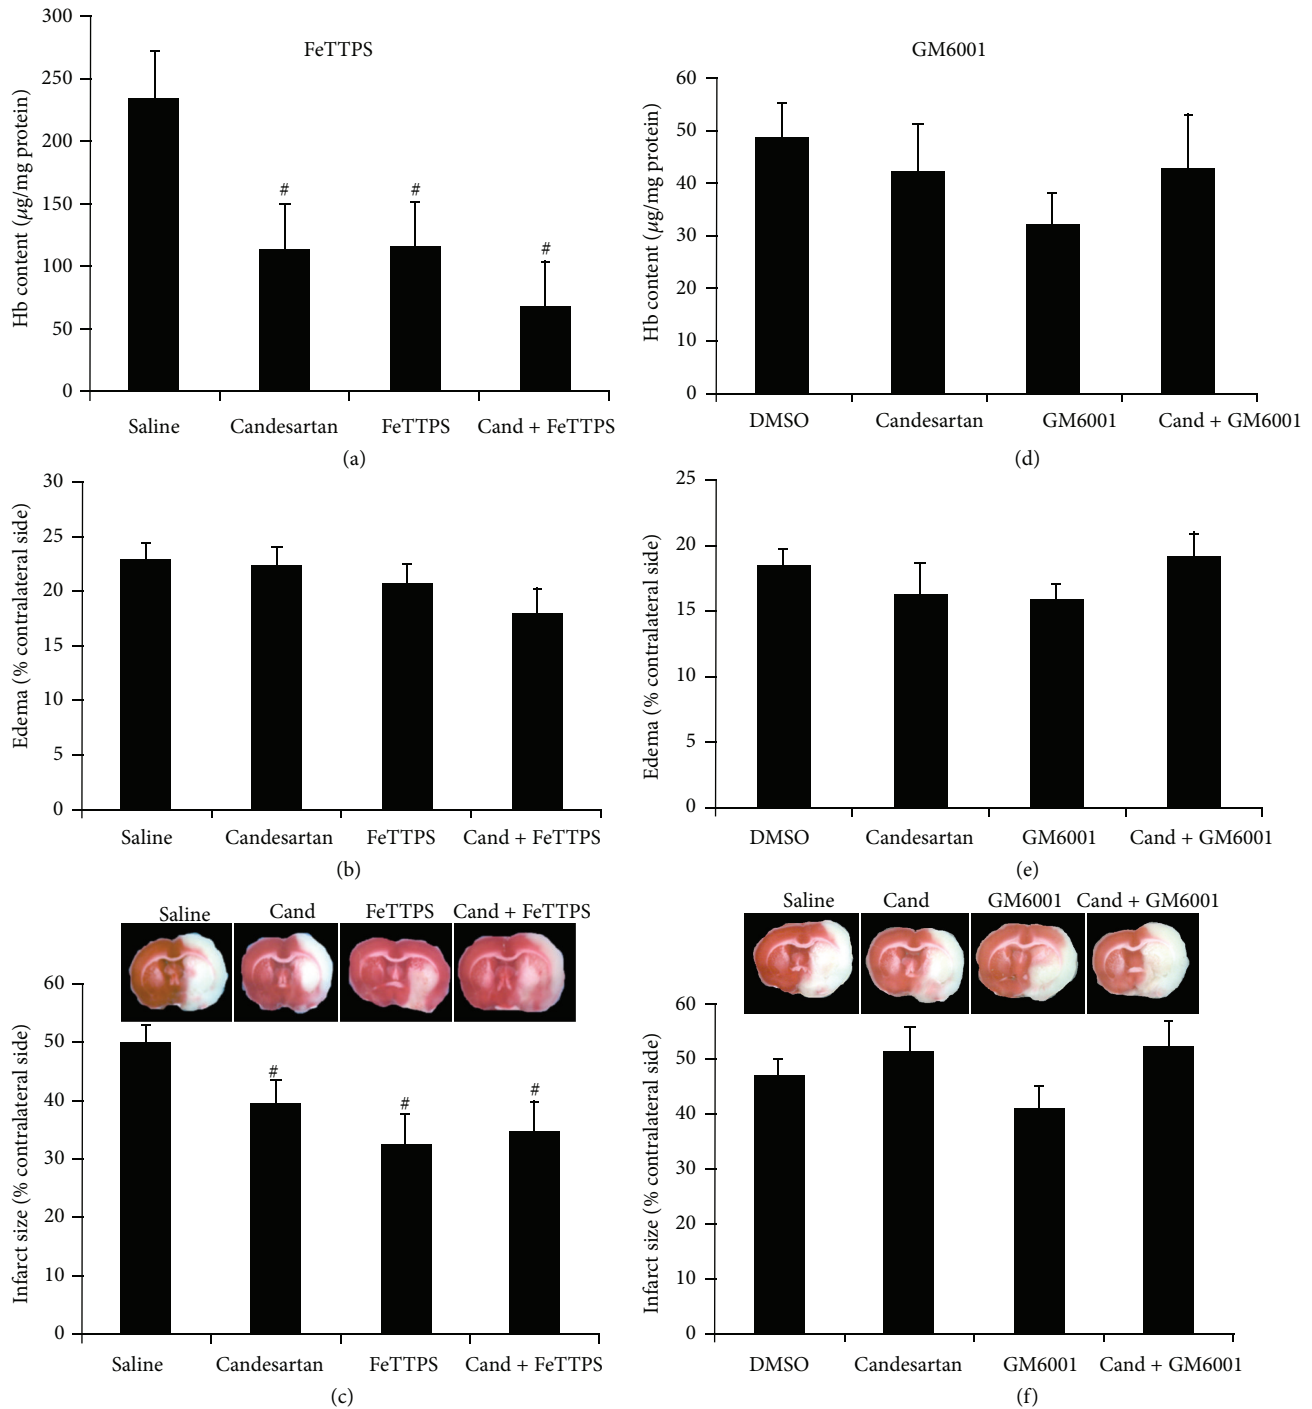 FeTTPS
Hb content (μg/mg protein)
300
250
200
150
100
50
0
#
#
#
Saline Candesartan FeTTPS Cand + FeTTPS
(a)
GM6001
Hb content (μg/mg protein)
60
50
40
30
20
10
0
DMSO Candesartan GM6001 Cand + GM6001
(d)
Edema (% contralateral side)
30
25
20
15
10
5
0
Saline Candesartan FeTTPS Cand + FeTTPS
(b)
Edema (% contralateral side)
25
20
15
10
5
0
DMSO Candesartan GM6001 Cand + GM6001
(e)
Saline Cand FeTTPS Cand + FeTTPS
Infarct size (% contralateral side)
60
50
40
30
20
10
0
#
#
#
Saline Candesartan FeTTPS Cand + FeTTPS
(c)
Saline Cand GM6001 Cand + GM6001
Infarct size (% contralateral side)
60
50
40
30
20
10
0
DMSO Candesartan GM6001 Cand + GM6001
(f)